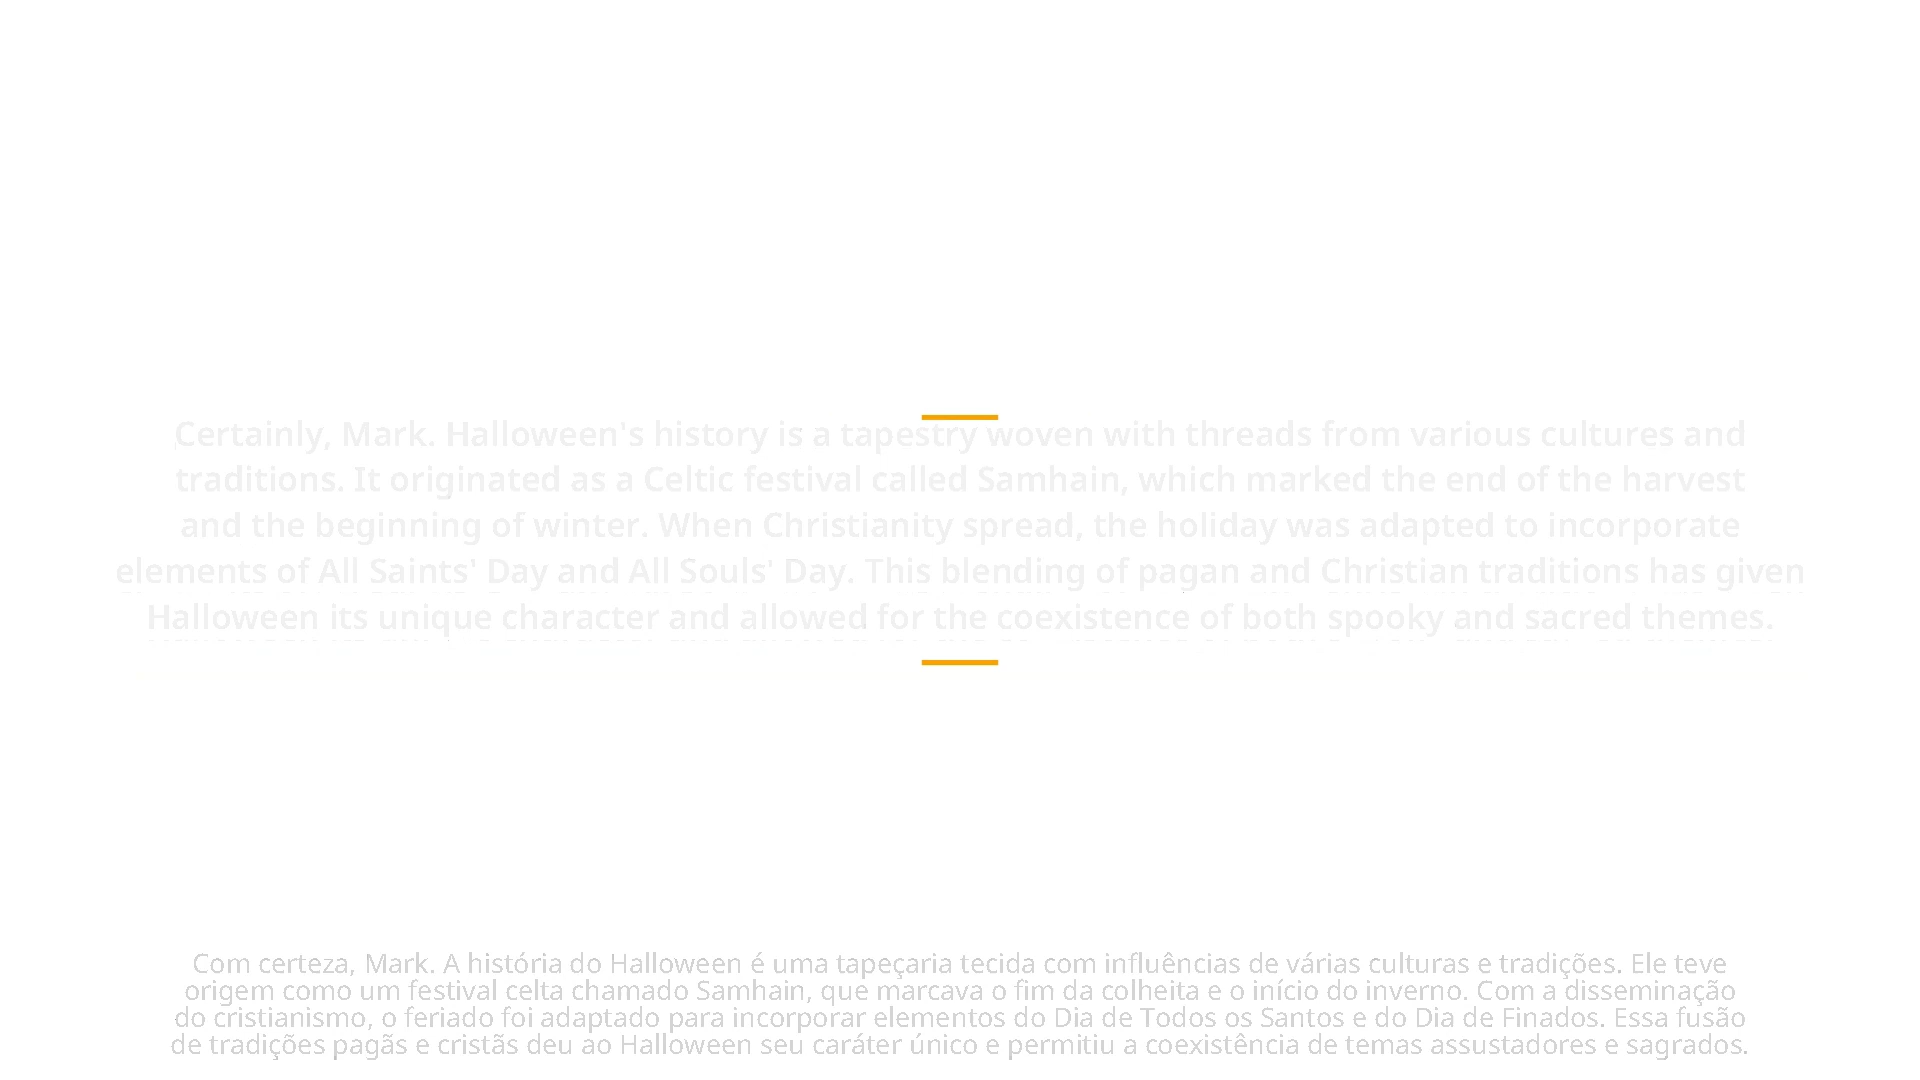 Certainly, Mark. Halloween's history is a tapestry woven with threads from various cultures and
traditions. It originated as a Celtic festival called Samhain, which marked the end of the harvest
and the beginning of winter. When Christianity spread, the holiday was adapted to incorporate
elements of All Saints' Day and All Souls' Day. This blending of pagan and Christian traditions has given
Halloween its unique character and allowed for the coexistence of both spooky and sacred themes.
Com certeza, Mark. A história do Halloween é uma tapeçaria tecida com influências de várias culturas e tradições. Ele teve
origem como um festival celta chamado Samhain, que marcava o fim da colheita e o início do inverno. Com a disseminação
do cristianismo, o feriado foi adaptado para incorporar elementos do Dia de Todos os Santos e do Dia de Finados. Essa fusão
de tradições pagãs e cristãs deu ao Halloween seu caráter único e permitiu a coexistência de temas assustadores e sagrados.